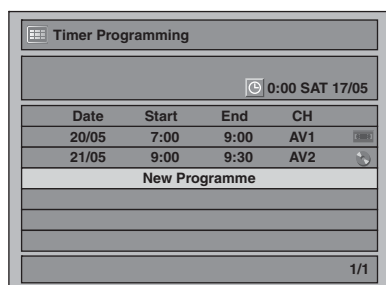 Timer Programming
0:00 SAT 17/05
Date Start End CH
20/05 7:00 9:00 AV1
21/05 9:00 9:30 AV2
New Programme
1/1